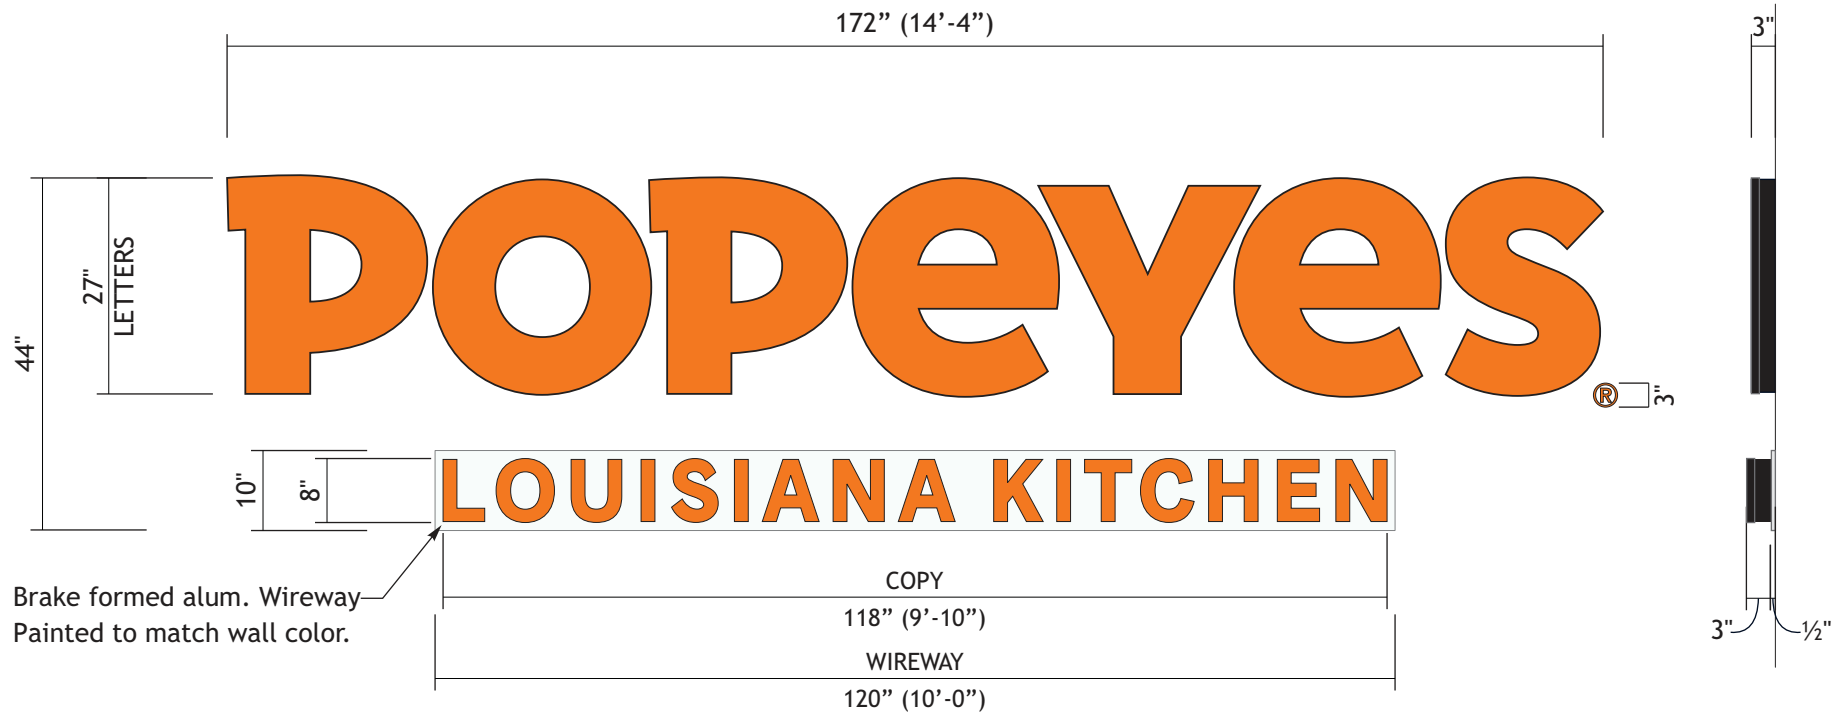 172” (14’-4”)
3"
POPEYES
27"
LETTERS
44"
®
3"
10"
8"
LOUISIANA KITCHEN
Brake formed alum. Wireway
Painted to match wall color.
COPY
118” (9’-10”)
WIREWAY
120” (10’-0”)
3"
½"